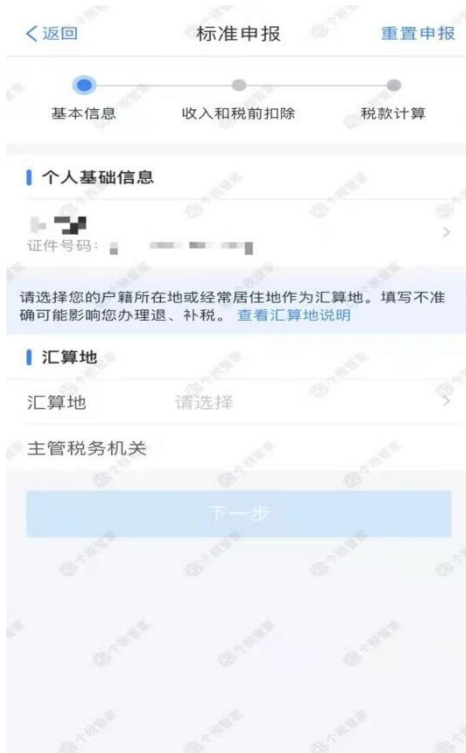 返回
标准申报
重置申报
基本信息
收入和税前扣除
税款计算
个人基础信息
证件号码:
请选择您的户籍所在地或经常居住地作为汇算地。填写不准
确可能影响您办理退、补税。 查看汇算地说明
汇算地
汇算地 请选择
主管税务机关
下一步
个税管家